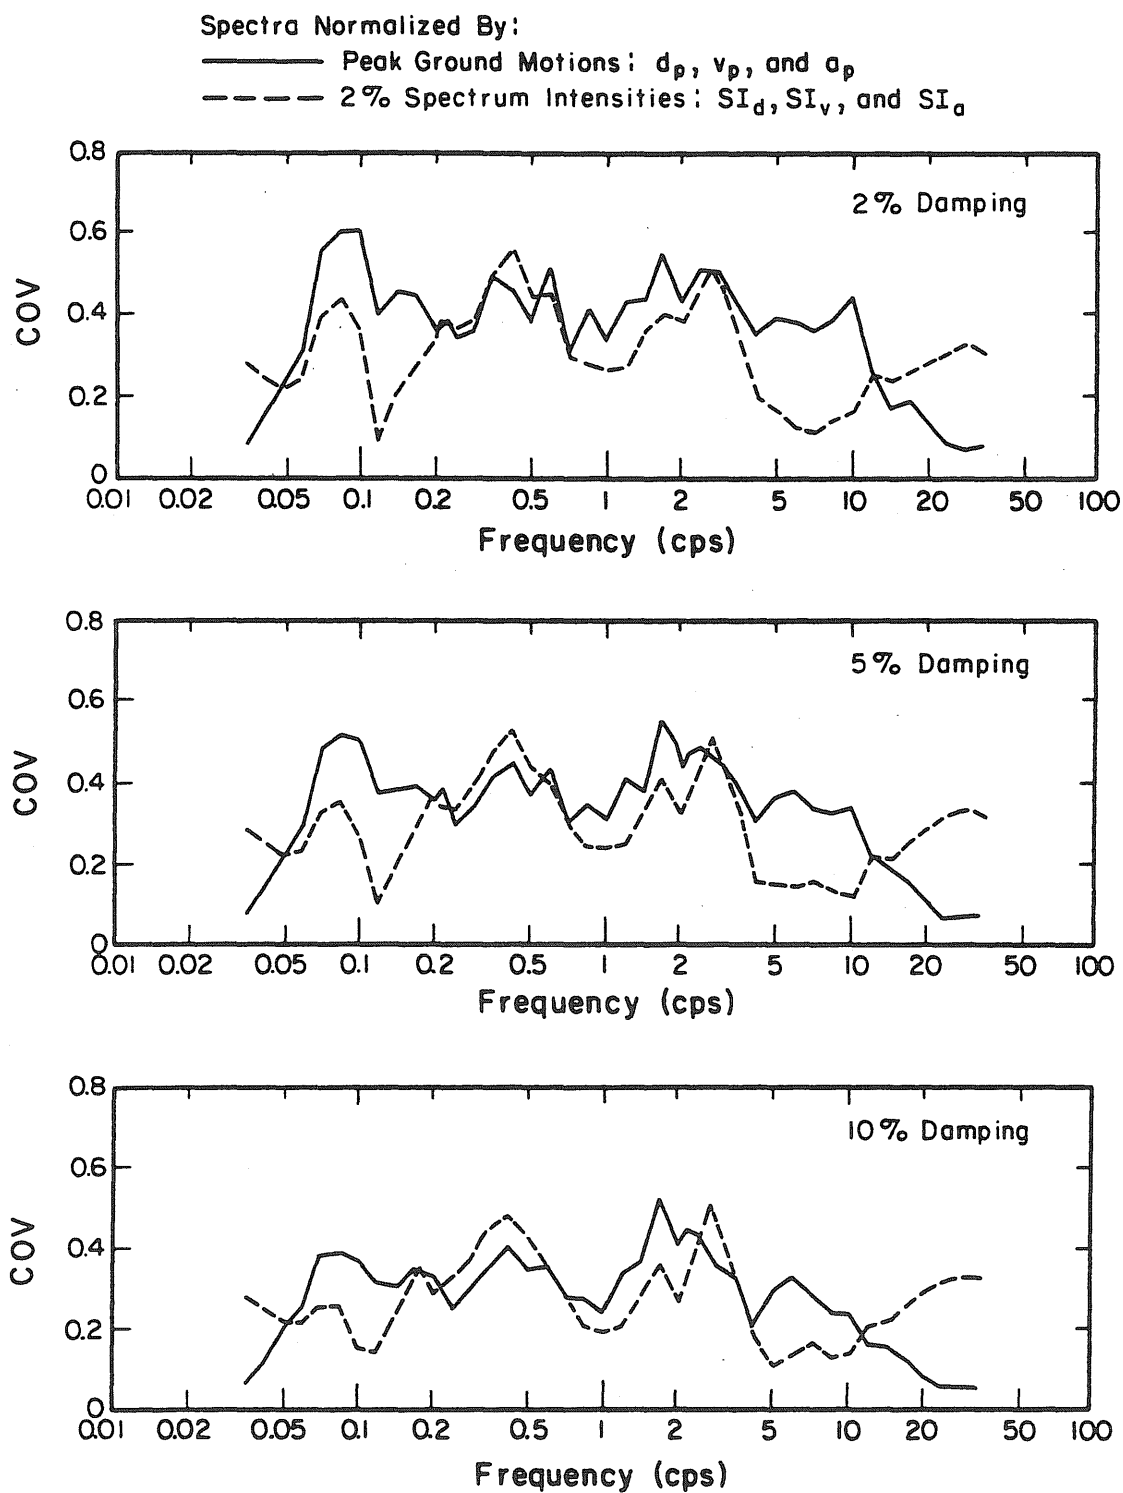 Spectra Normalized By:
Peak Ground Motions: dp, vp, and ap
2% Spectrum Intensities: SId, SIv, and SIa
0.8
2% Damping
0.6
0.4
0.2
0
COV
0.01 0.02 0.05 0.1 0.2 0.5 1 2 5 10 20 50 100
Frequency (cps)
0.8
5% Damping
0.6
0.4
0.2
0
COV
0.01 0.02 0.05 0.1 0.2 0.5 1 2 5 10 20 50 100
Frequency (cps)
0.8
10% Damping
0.6
0.4
0.2
0
COV
0.01 0.02 0.05 0.1 0.2 0.5 1 2 5 10 20 50 100
Frequency (cps)